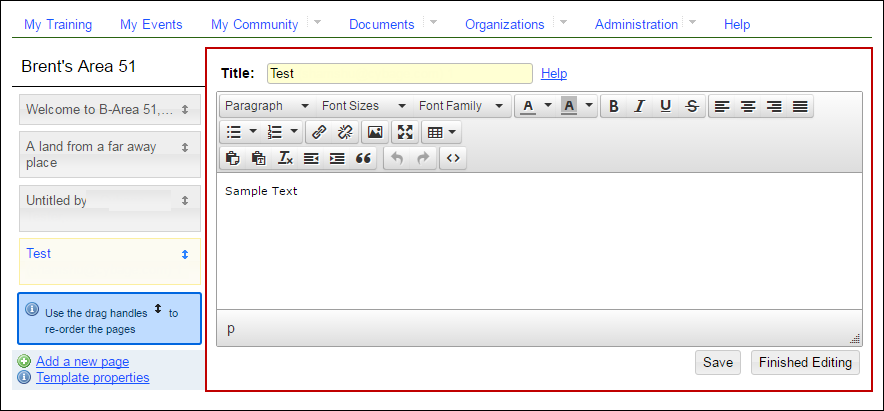 My Training My Events My Community Documents Organizations Administration Help
Brent's Area 51
Welcome to B-Area 51,...
A land from a far away
place
Untitled by
Test
Use the drag handles to
re-order the pages
Add a new page
Template properties
Title: Test Help
Paragraph Font Sizes Font Family A A B I U S
Sample Text
p
Save Finished Editing